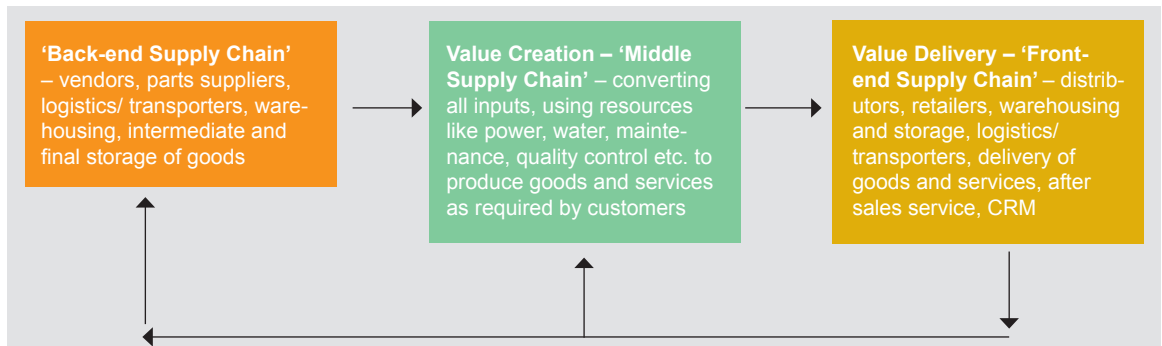 ‘Back-end Supply Chain’
– vendors, parts suppliers,
logistics/ transporters, ware-
housing, intermediate and
final storage of goods
Value Creation – ‘Middle
Supply Chain’ – converting
all inputs, using resources
like power, water, mainte-
nance, quality control etc. to
produce goods and services
as required by customers
Value Delivery – ‘Front-
end Supply Chain’ – distrib-
utors, retailers, warehousing
and storage, logistics/
transporters, delivery of
goods and services, after
sales service, CRM